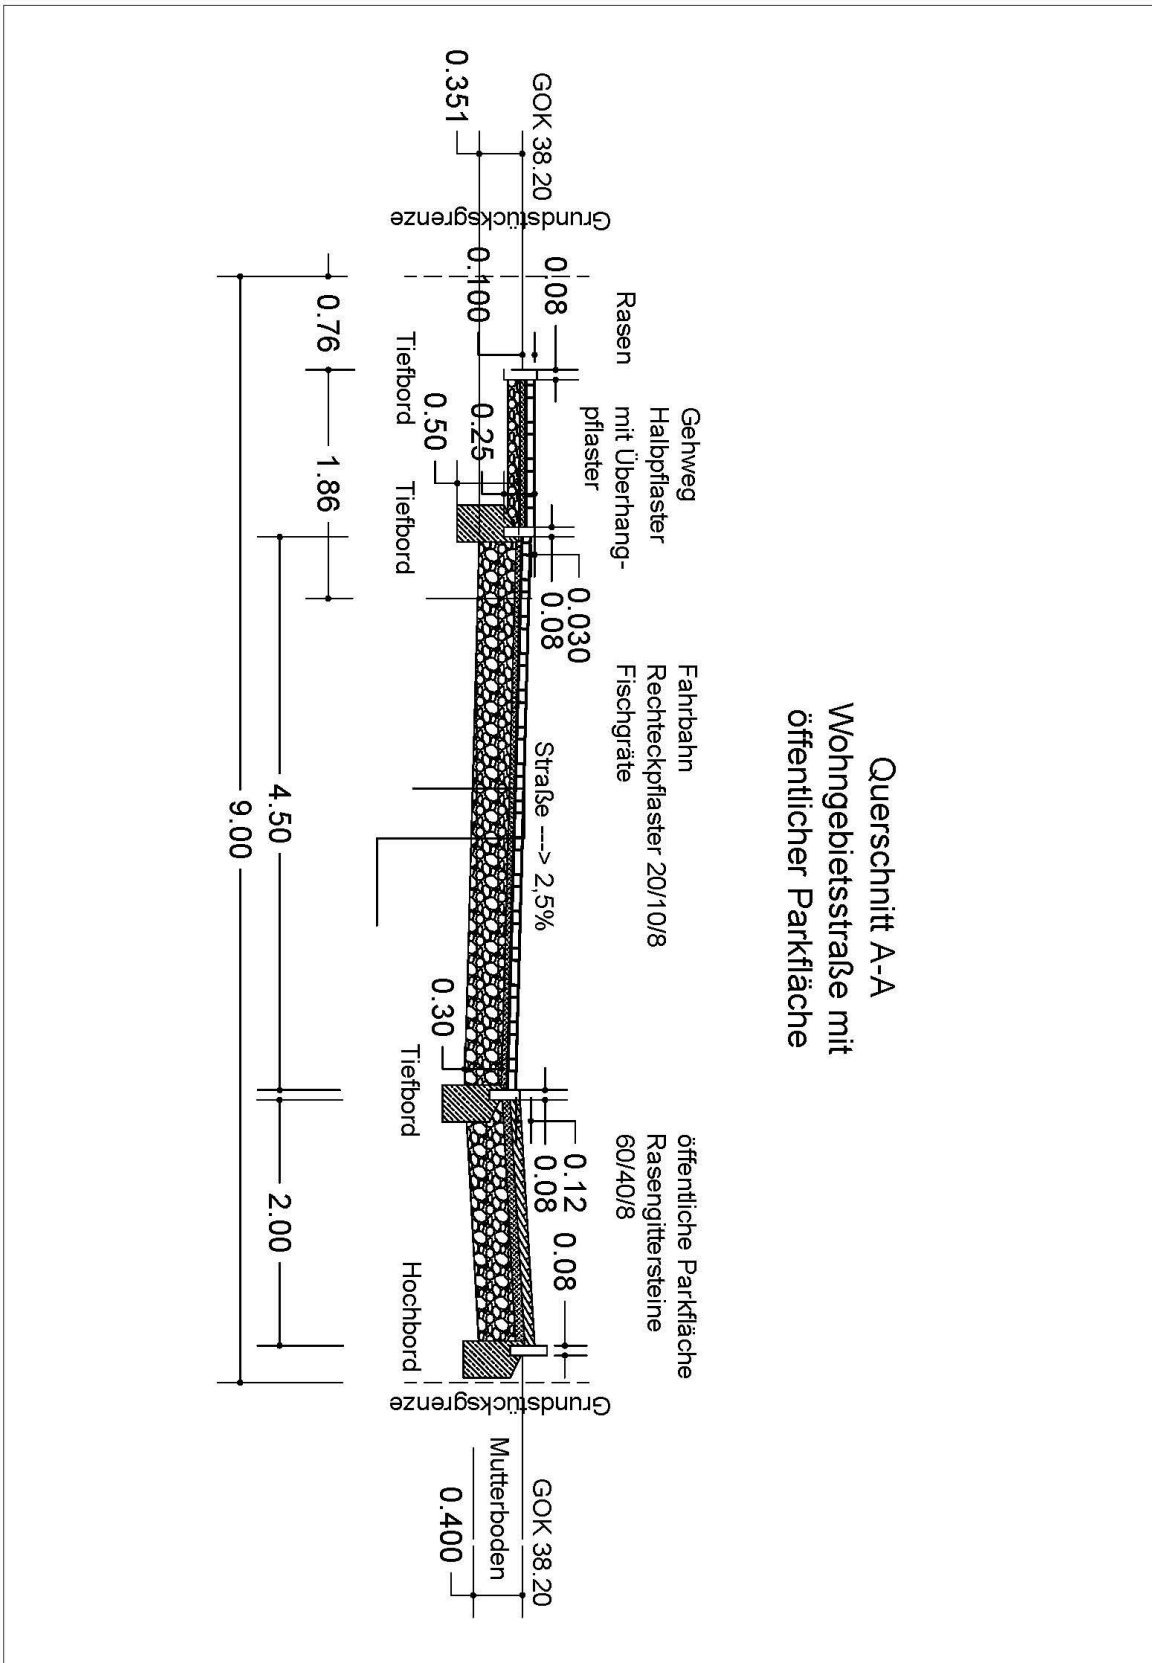 Querschnitt A-A
Wohngebietsstraße mit
öffentlicher Parkfläche
Rasen
Gehweg
Halbpflaster
mit Überhang-
pflaster
Fahrbahn
Rechteckpflaster 20/10/8
Fischgräte
öffentliche Parkfläche
Rasengittersteine
60/40/8
GOK 38.20
0.351
Grundstücksgrenze
0.08
0.100
0.25
0.50
0.030
0.08
Straße ---> 2,5%
0.30
0.12
0.08
0.08
Grundstücksgrenze
GOK 38.20
Mutterboden
0.400
Tiefbord
Tiefbord
Tiefbord
Hochbord
0.76
1.86
4.50
2.00
9.00